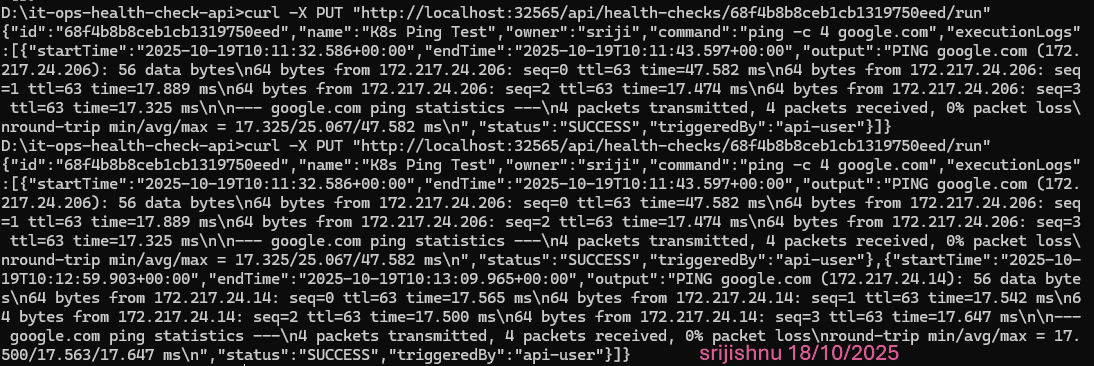 D:\it-ops-health-check-api>curl -X PUT "http://localhost:32565/api/health-checks/68f4b8b8ceb1cb1319750eed/run"
{"id":"68f4b8b8ceb1cb1319750eed","name":"K8s Ping Test","owner":"sriji","command":"ping -c 4 google.com","executionLogs"
:[{"startTime":"2025-10-19T10:11:32.586+00:00","endTime":"2025-10-19T10:11:43.597+00:00","output":"PING google.com (172.
217.24.206): 56 data bytes\n64 bytes from 172.217.24.206: seq=0 ttl=63 time=47.582 ms\n64 bytes from 172.217.24.206: seq
=1 ttl=63 time=17.889 ms\n64 bytes from 172.217.24.206: seq=2 ttl=63 time=17.474 ms\n64 bytes from 172.217.24.206: seq=3
 ttl=63 time=17.325 ms\n\n--- google.com ping statistics ---\n4 packets transmitted, 4 packets received, 0% packet loss\
nround-trip min/avg/max = 17.325/25.067/47.582 ms\n","status":"SUCCESS","triggeredBy":"api-user"}]}
D:\it-ops-health-check-api>curl -X PUT "http://localhost:32565/api/health-checks/68f4b8b8ceb1cb1319750eed/run"
{"id":"68f4b8b8ceb1cb1319750eed","name":"K8s Ping Test","owner":"sriji","command":"ping -c 4 google.com","executionLogs"
:[{"startTime":"2025-10-19T10:11:32.586+00:00","endTime":"2025-10-19T10:11:43.597+00:00","output":"PING google.com (172.
217.24.206): 56 data bytes\n64 bytes from 172.217.24.206: seq=0 ttl=63 time=47.582 ms\n64 bytes from 172.217.24.206: seq
=1 ttl=63 time=17.889 ms\n64 bytes from 172.217.24.206: seq=2 ttl=63 time=17.474 ms\n64 bytes from 172.217.24.206: seq=3
 ttl=63 time=17.325 ms\n\n--- google.com ping statistics ---\n4 packets transmitted, 4 packets received, 0% packet loss\
nround-trip min/avg/max = 17.325/25.067/47.582 ms\n","status":"SUCCESS","triggeredBy":"api-user"},{"startTime":"2025-10-
19T10:12:59.903+00:00","endTime":"2025-10-19T10:13:09.965+00:00","output":"PING google.com (172.217.24.14): 56 data byte
s\n64 bytes from 172.217.24.14: seq=0 ttl=63 time=17.565 ms\n64 bytes from 172.217.24.14: seq=1 ttl=63 time=17.542 ms\n6
4 bytes from 172.217.24.14: seq=2 ttl=63 time=17.500 ms\n64 bytes from 172.217.24.14: seq=3 ttl=63 time=17.647 ms\n\n---
 google.com ping statistics ---\n4 packets transmitted, 4 packets received, 0% packet loss\nround-trip min/avg/max = 17.
500/17.563/17.647 ms\n","status":"SUCCESS","triggeredBy":"api-user"}]}
srijishnu 18/10/2025